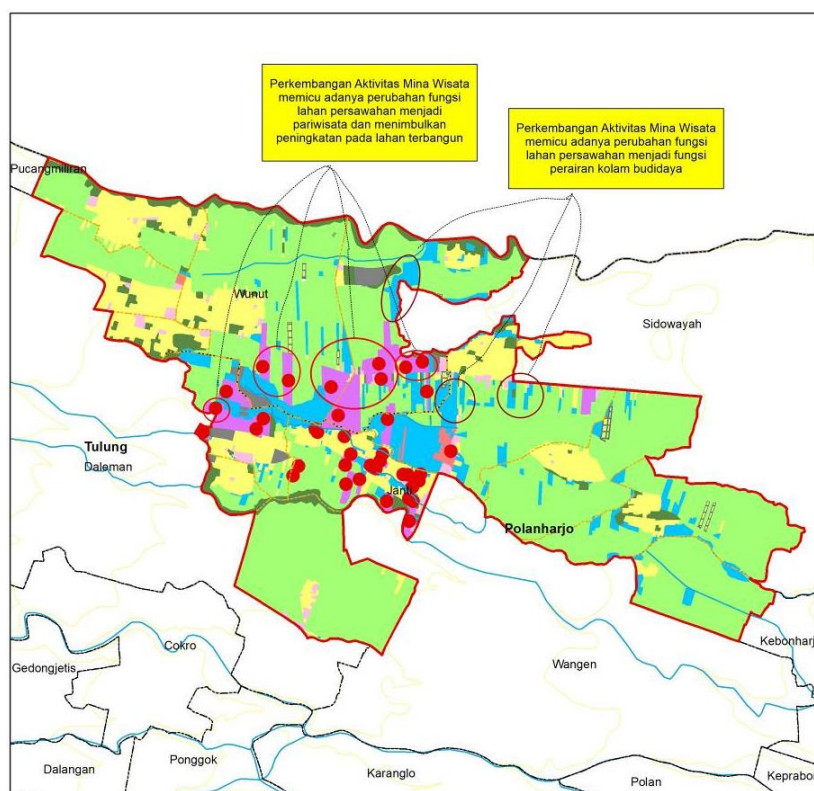 Perkembangan Aktivitas Mina Wisata
memicu adanya perubahan fungsi
lahan persawahan menjadi
pariwisata dan menimbulkan
peningkatan pada lahan terbangun
Perkembangan Aktivitas Mina Wisata
memicu adanya perubahan fungsi
lahan persawahan menjadi fungsi
perairan kolam budidaya
Pucangmiliran
Wunut
Sidowayah
Tulung
Daleman
Janti
Polanharjo
Kebonharj
Cokro
Gedongjetis
Wangen
Dalangan
Ponggok
Karanglo
Polan
Keprabon